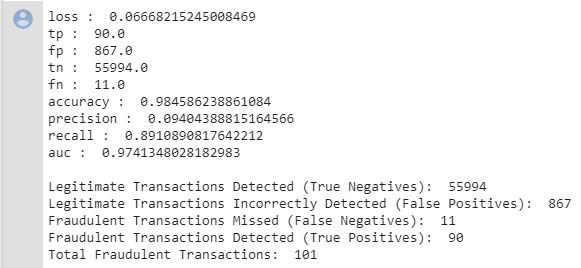 loss :  0.06668215245008469
tp :  90.0
fp :  867.0
tn :  55994.0
fn :  11.0
accuracy :  0.984586238861084
precision :  0.09404388815164566
recall :  0.8910890817642212
auc :  0.9741348028182983

Legitimate Transactions Detected (True Negatives):  55994
Legitimate Transactions Incorrectly Detected (False Positives):  867
Fraudulent Transactions Missed (False Negatives):  11
Fraudulent Transactions Detected (True Positives):  90
Total Fraudulent Transactions:  101